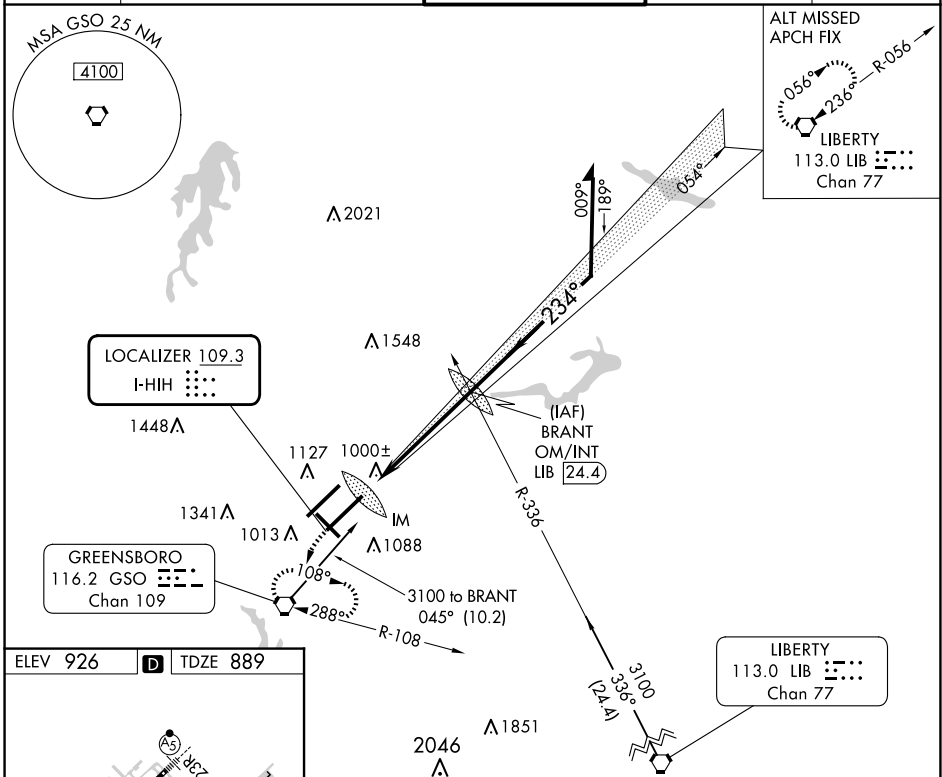 MSA GSO 25 NM
4100
ALT MISSED
APCH FIX
R-056
056°
236°
LIBERTY
113.0 LIB
Chan 77
2021
009°
189°
054°
234°
1548
LOCALIZER 109.3
I-HIH
1448
(IAF)
BRANT
OM/INT
LIB 24.4
1127
1000±
R-336
1341
1013
IM
1088
GREENSBORO
116.2 GSO
Chan 109
108°
288°
3100 to BRANT
045° (10.2)
R-108
3100
336°
(24.4)
LIBERTY
113.0 LIB
Chan 77
ELEV 926
D
TDZE 889
1851
2046
A5
23R